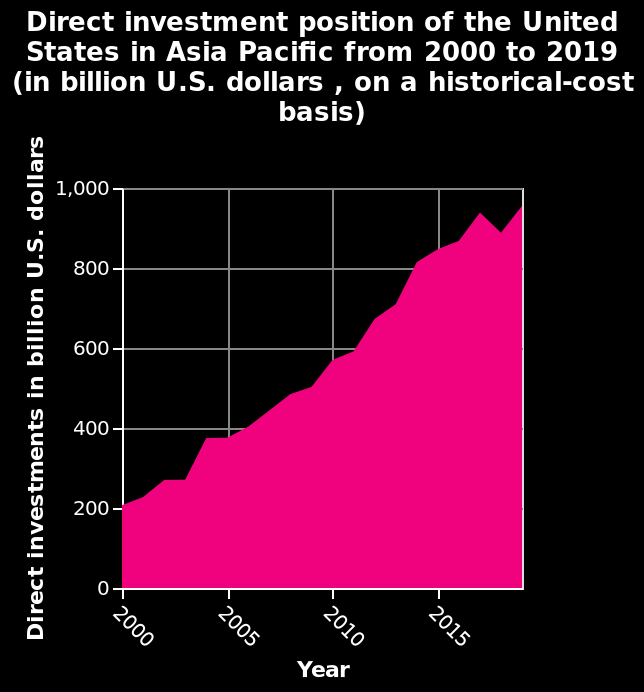 Direct investment position of the United
States in Asia Pacific from 2000 to 2019
(in billion U.S. dollars , on a historical-cost
basis)
Direct investments in billion U.S. dollars
1,000
800
600
400
200
0
2000
2005
2010
2015
Year